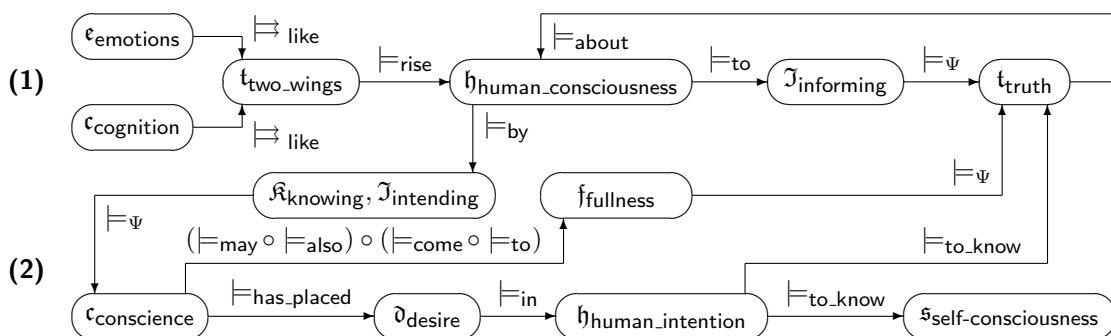 𝔢emotions ⊨⃗ like ⊨about
(1) 𝔱two_wings ⊨rise 𝔥human_consciousness ⊨to ℑinforming ⊨Ψ 𝔱truth
𝔠cognition ⊨⃗ like ⊨by
𝔎knowing, ℑintending 𝔣fullness ⊨Ψ
⊨Ψ (⊨may ∘ ⊨also) ∘ (⊨come ∘ ⊨to) ⊨to_know
(2) 𝔠conscience ⊨has_placed 𝔡desire ⊨in 𝔥human_intention ⊨to_know 𝔰self-consciousness